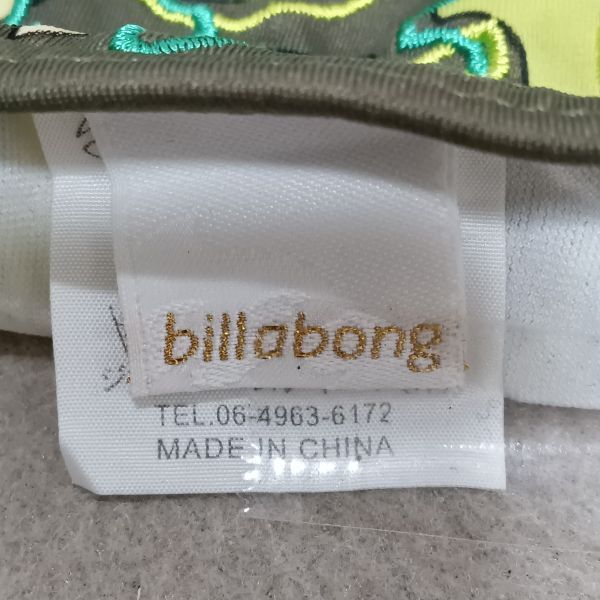 billabong
TEL.06-4963-6172
MADE IN CHINA